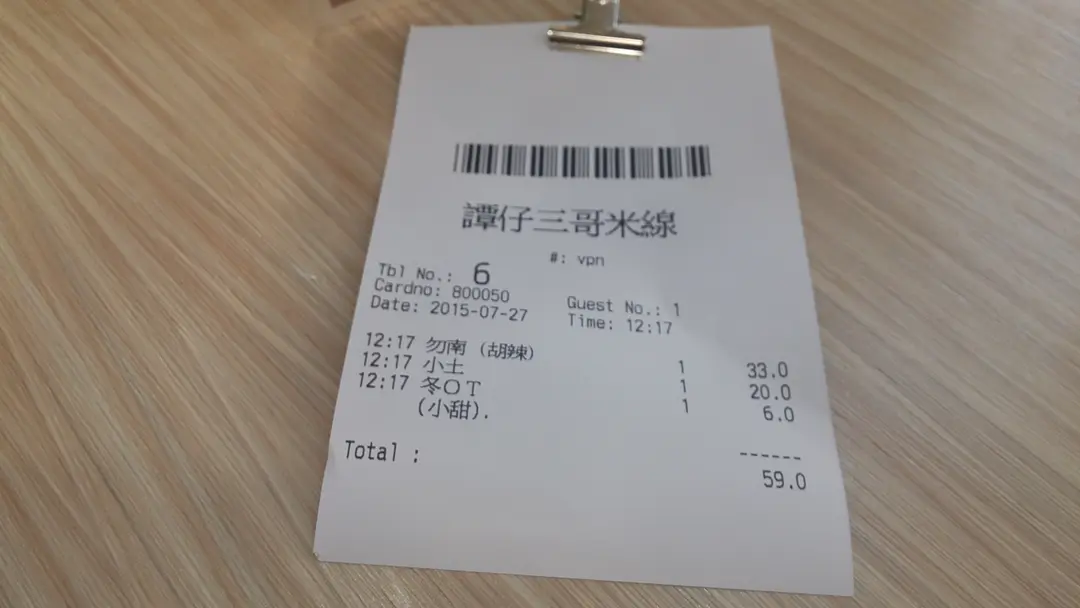 譚仔三哥米線
#: vpn
Tbl No.: 6
Cardno: 800050 Guest No.: 1
Date: 2015-07-27 Time: 12:17
12:17 勿南 (胡辣) 1 33.0
12:17 小土 1 20.0
12:17 冬OT 1 6.0
(小甜).
------
Total : 59.0